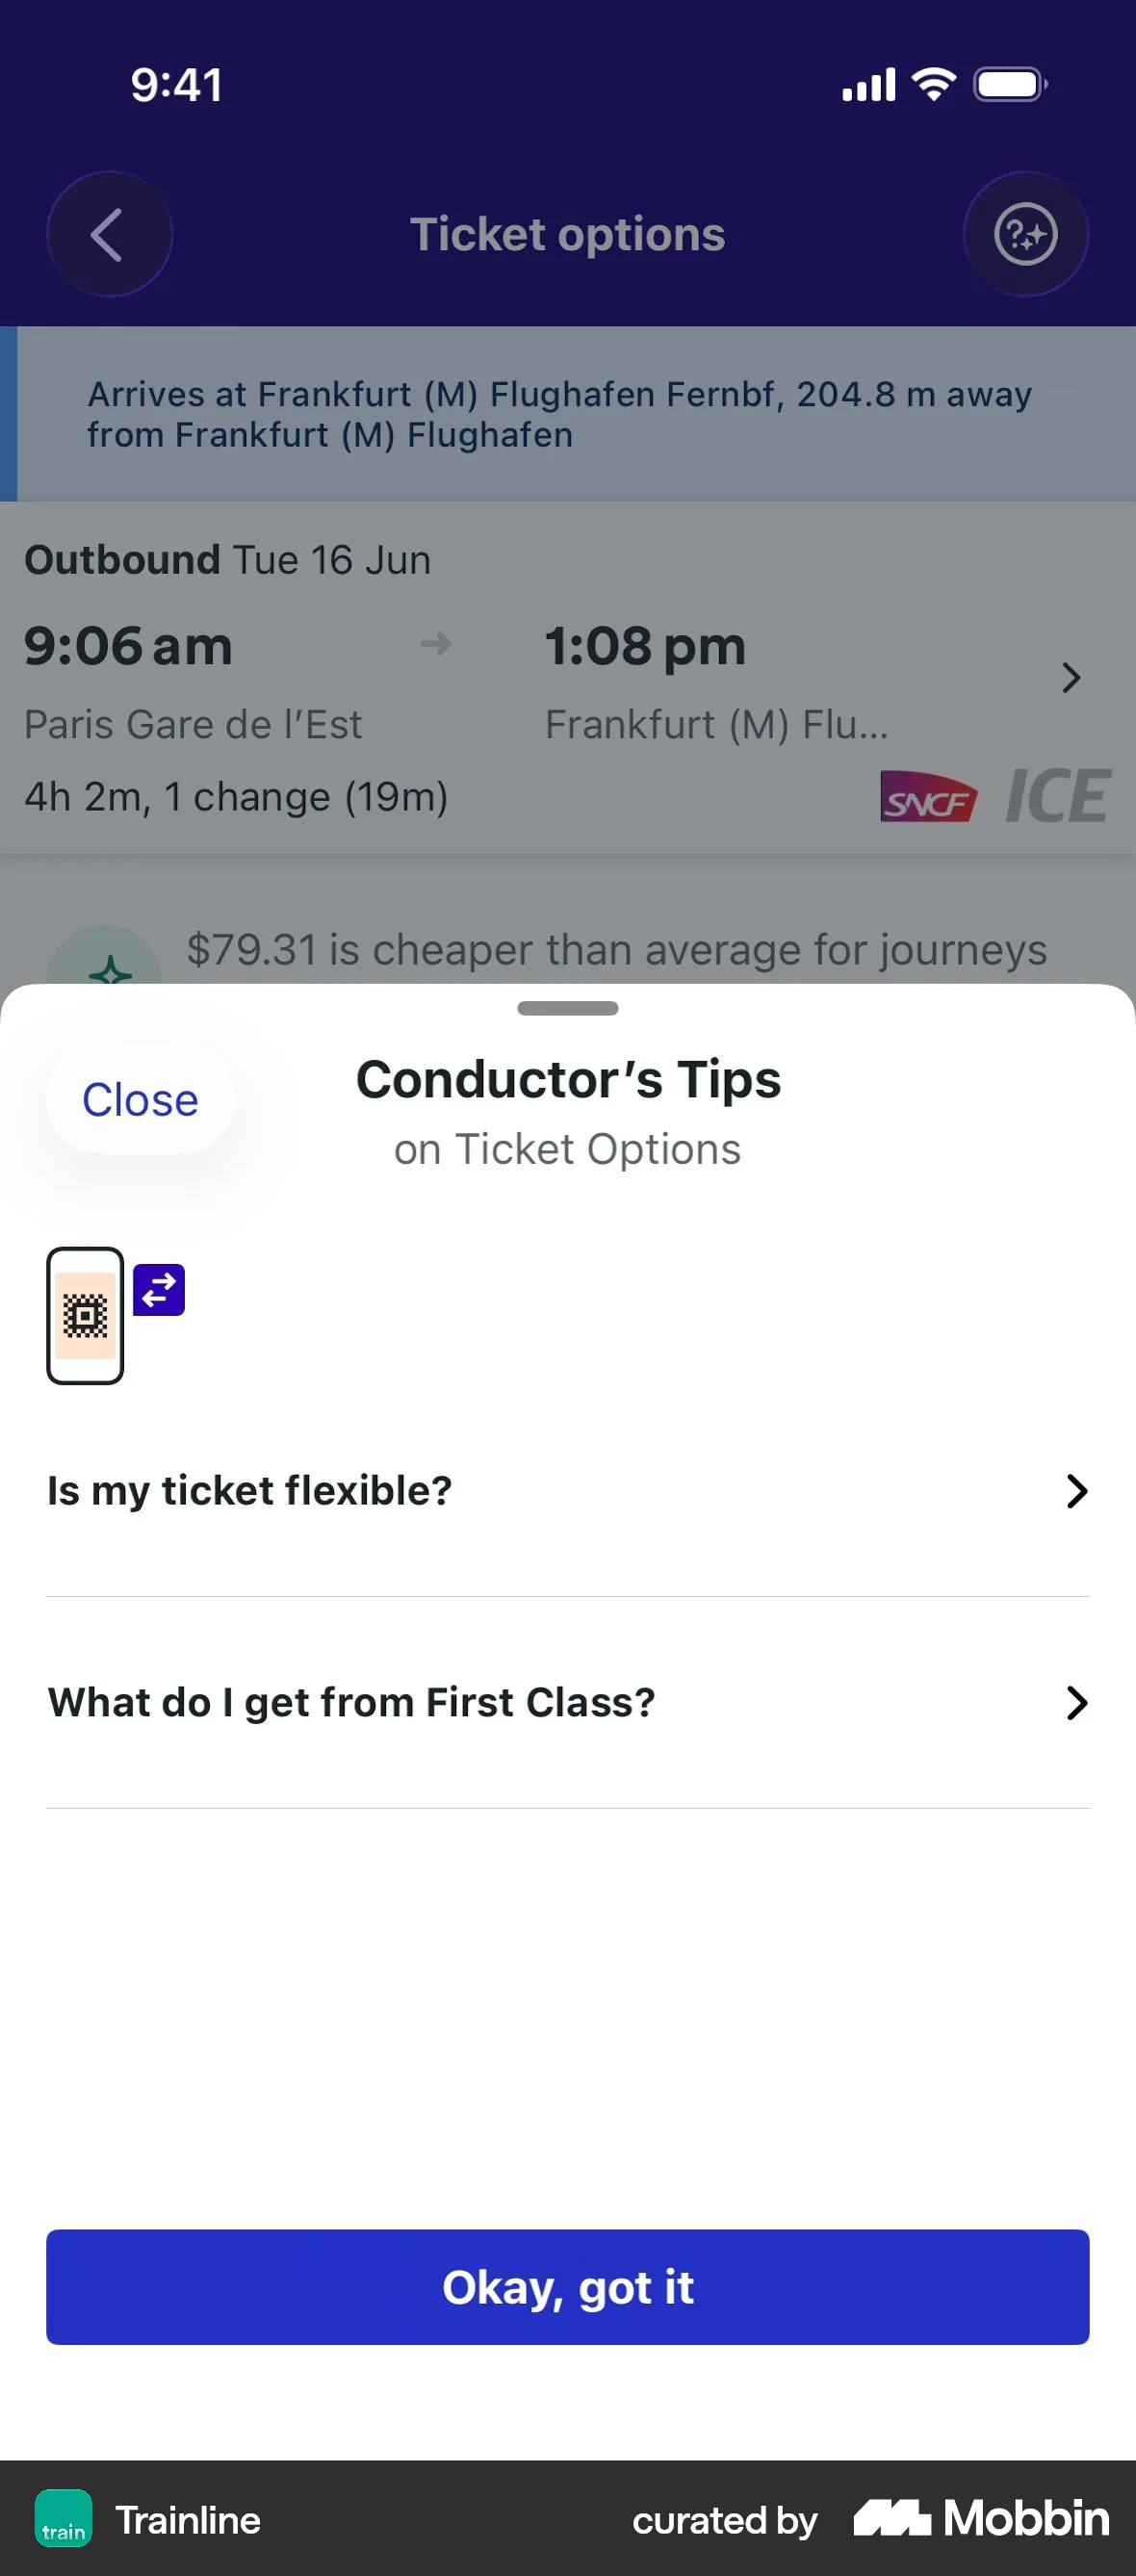 9:41
Ticket options
Arrives at Frankfurt (M) Flughafen Fernbf, 204.8 m away
from Frankfurt (M) Flughafen
Outbound Tue 16 Jun
9:06 am
1:08 pm
Paris Gare de l’Est
Frankfurt (M) Flu...
4h 2m, 1 change (19m)
SNCF ICE
$79.31 is cheaper than average for journeys
Close
Conductor’s Tips
on Ticket Options
Is my ticket flexible?
What do I get from First Class?
Okay, got it
train
Trainline
curated by Mobbin